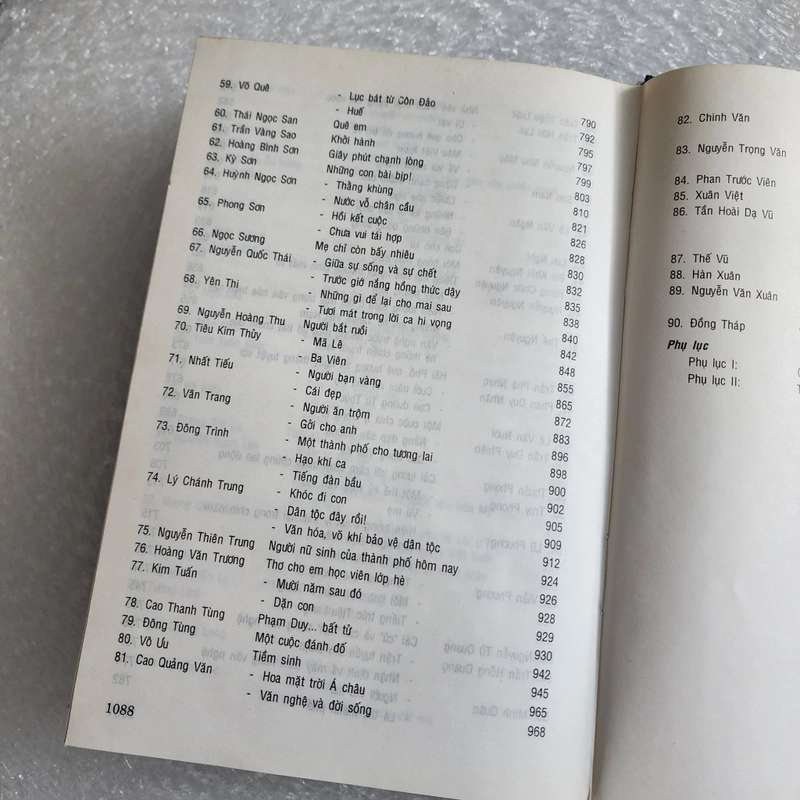 59. Võ Quê - Lục bát từ Côn Đảo 790
- Huế 792
60. Thái Ngọc San Quê em 795
61. Trần Vàng Sao Khởi hành 797
62. Hoàng Bình Sơn Giây phút chạnh lòng 799
63. Kỳ Sơn Những con bài bịp! 803
64. Huỳnh Ngọc Sơn - Thằng khùng 810
- Nước vỗ chân cầu 821
65. Phong Sơn - Hồi kết cuộc 826
- Chưa vui tái hợp 828
66. Ngọc Sương Mẹ chỉ còn bấy nhiêu 830
67. Nguyễn Quốc Thái - Giữa sự sống và sự chết 832
- Trước giờ nắng hồng thức dậy 835
68. Yên Thi - Những gì để lại cho mai sau 838
- Tươi mát trong lời ca hi vọng 840
69. Nguyễn Hoàng Thu Người bắt ruồi 842
70. Tiêu Kim Thủy - Mã Lê 848
- Ba Viên 855
71. Nhất Tiếu - Người bạn vàng 865
- Cái đẹp 872
72. Vân Trang - Người ăn trộm 883
- Gởi cho anh 896
73. Đông Trình - Một thành phố cho tương lai 898
- Hạo khí ca 900
- Tiếng đàn bầu 902
74. Lý Chánh Trung - Khóc đi con 905
- Dân tộc đây rồi! 909
- Văn hóa, võ khí bảo vệ dân tộc 912
75. Nguyễn Thiên Trung Người nữ sinh của thành phố hôm nay 924
76. Hoàng Văn Trương Thơ cho em học viên lớp hè 926
77. Kim Tuấn - Mười năm sau đó 928
- Dặn con 929
78. Cao Thanh Tùng Phạm Duy... bất tử 930
79. Đông Tùng Một cuộc đánh đố 942
80. Vô Ưu Tiềm sinh 945
81. Cao Quảng Văn - Hoa mặt trời Á châu 965
- Văn nghệ và đời sống 968
1088
82. Chinh Văn
83. Nguyễn Trọng Văn
84. Phan Trước Viên
85. Xuân Việt
86. Tần Hoài Dạ Vũ
87. Thế Vũ
88. Hàn Xuân
89. Nguyễn Văn Xuân
90. Đồng Tháp
Phụ lục
Phụ lục I:
Phụ lục II: